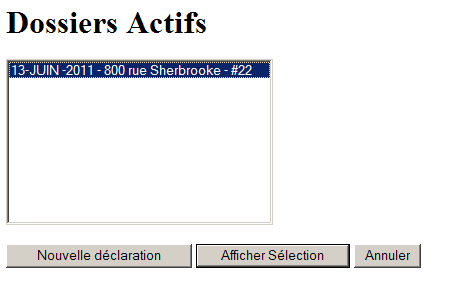 Dossiers Actifs
13-JUIN -2011 - 800 rue Sherbrooke - #22
Nouvelle déclaration Afficher Sélection Annuler